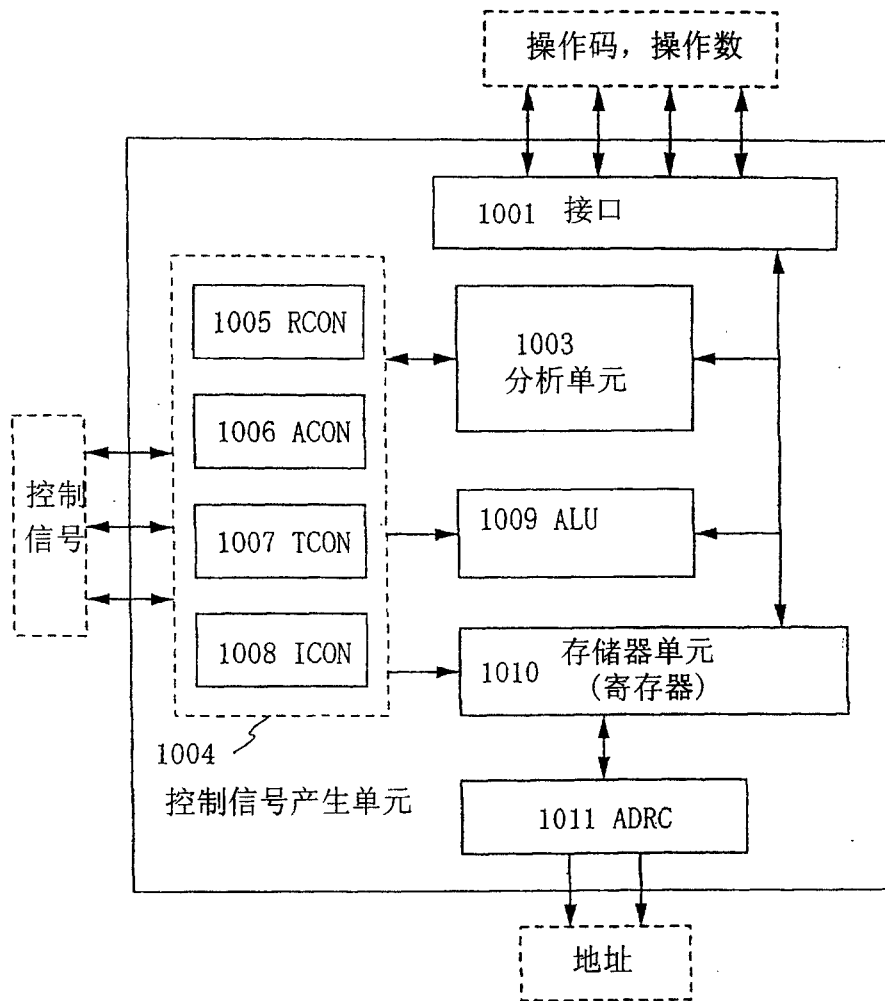 操作码，操作数
1001 接口
1005 RCON
1003
分析单元
1006 ACON
控制
信号
1009 ALU
1007 TCON
1008 ICON
1010 存储器单元
(寄存器)
1004
控制信号产生单元
1011 ADRC
地址